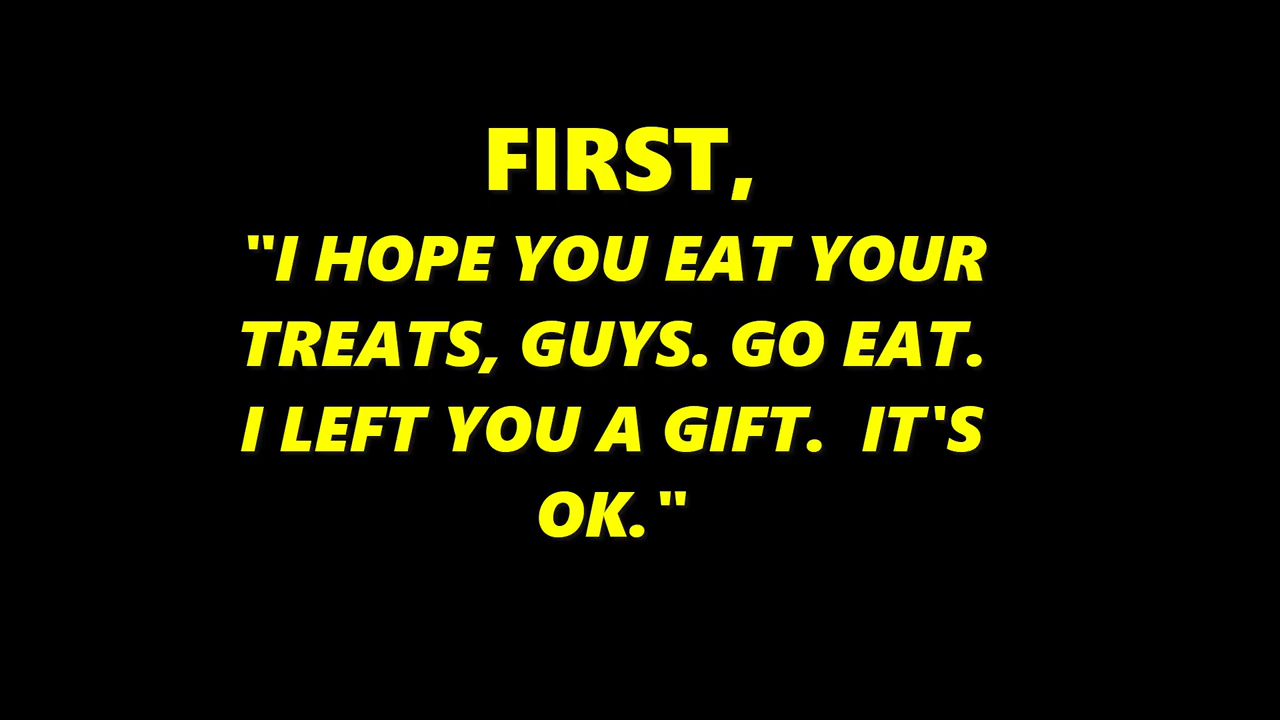 FIRST,
"I HOPE YOU EAT YOUR
TREATS, GUYS. GO EAT.
I LEFT YOU A GIFT.  IT'S
OK."